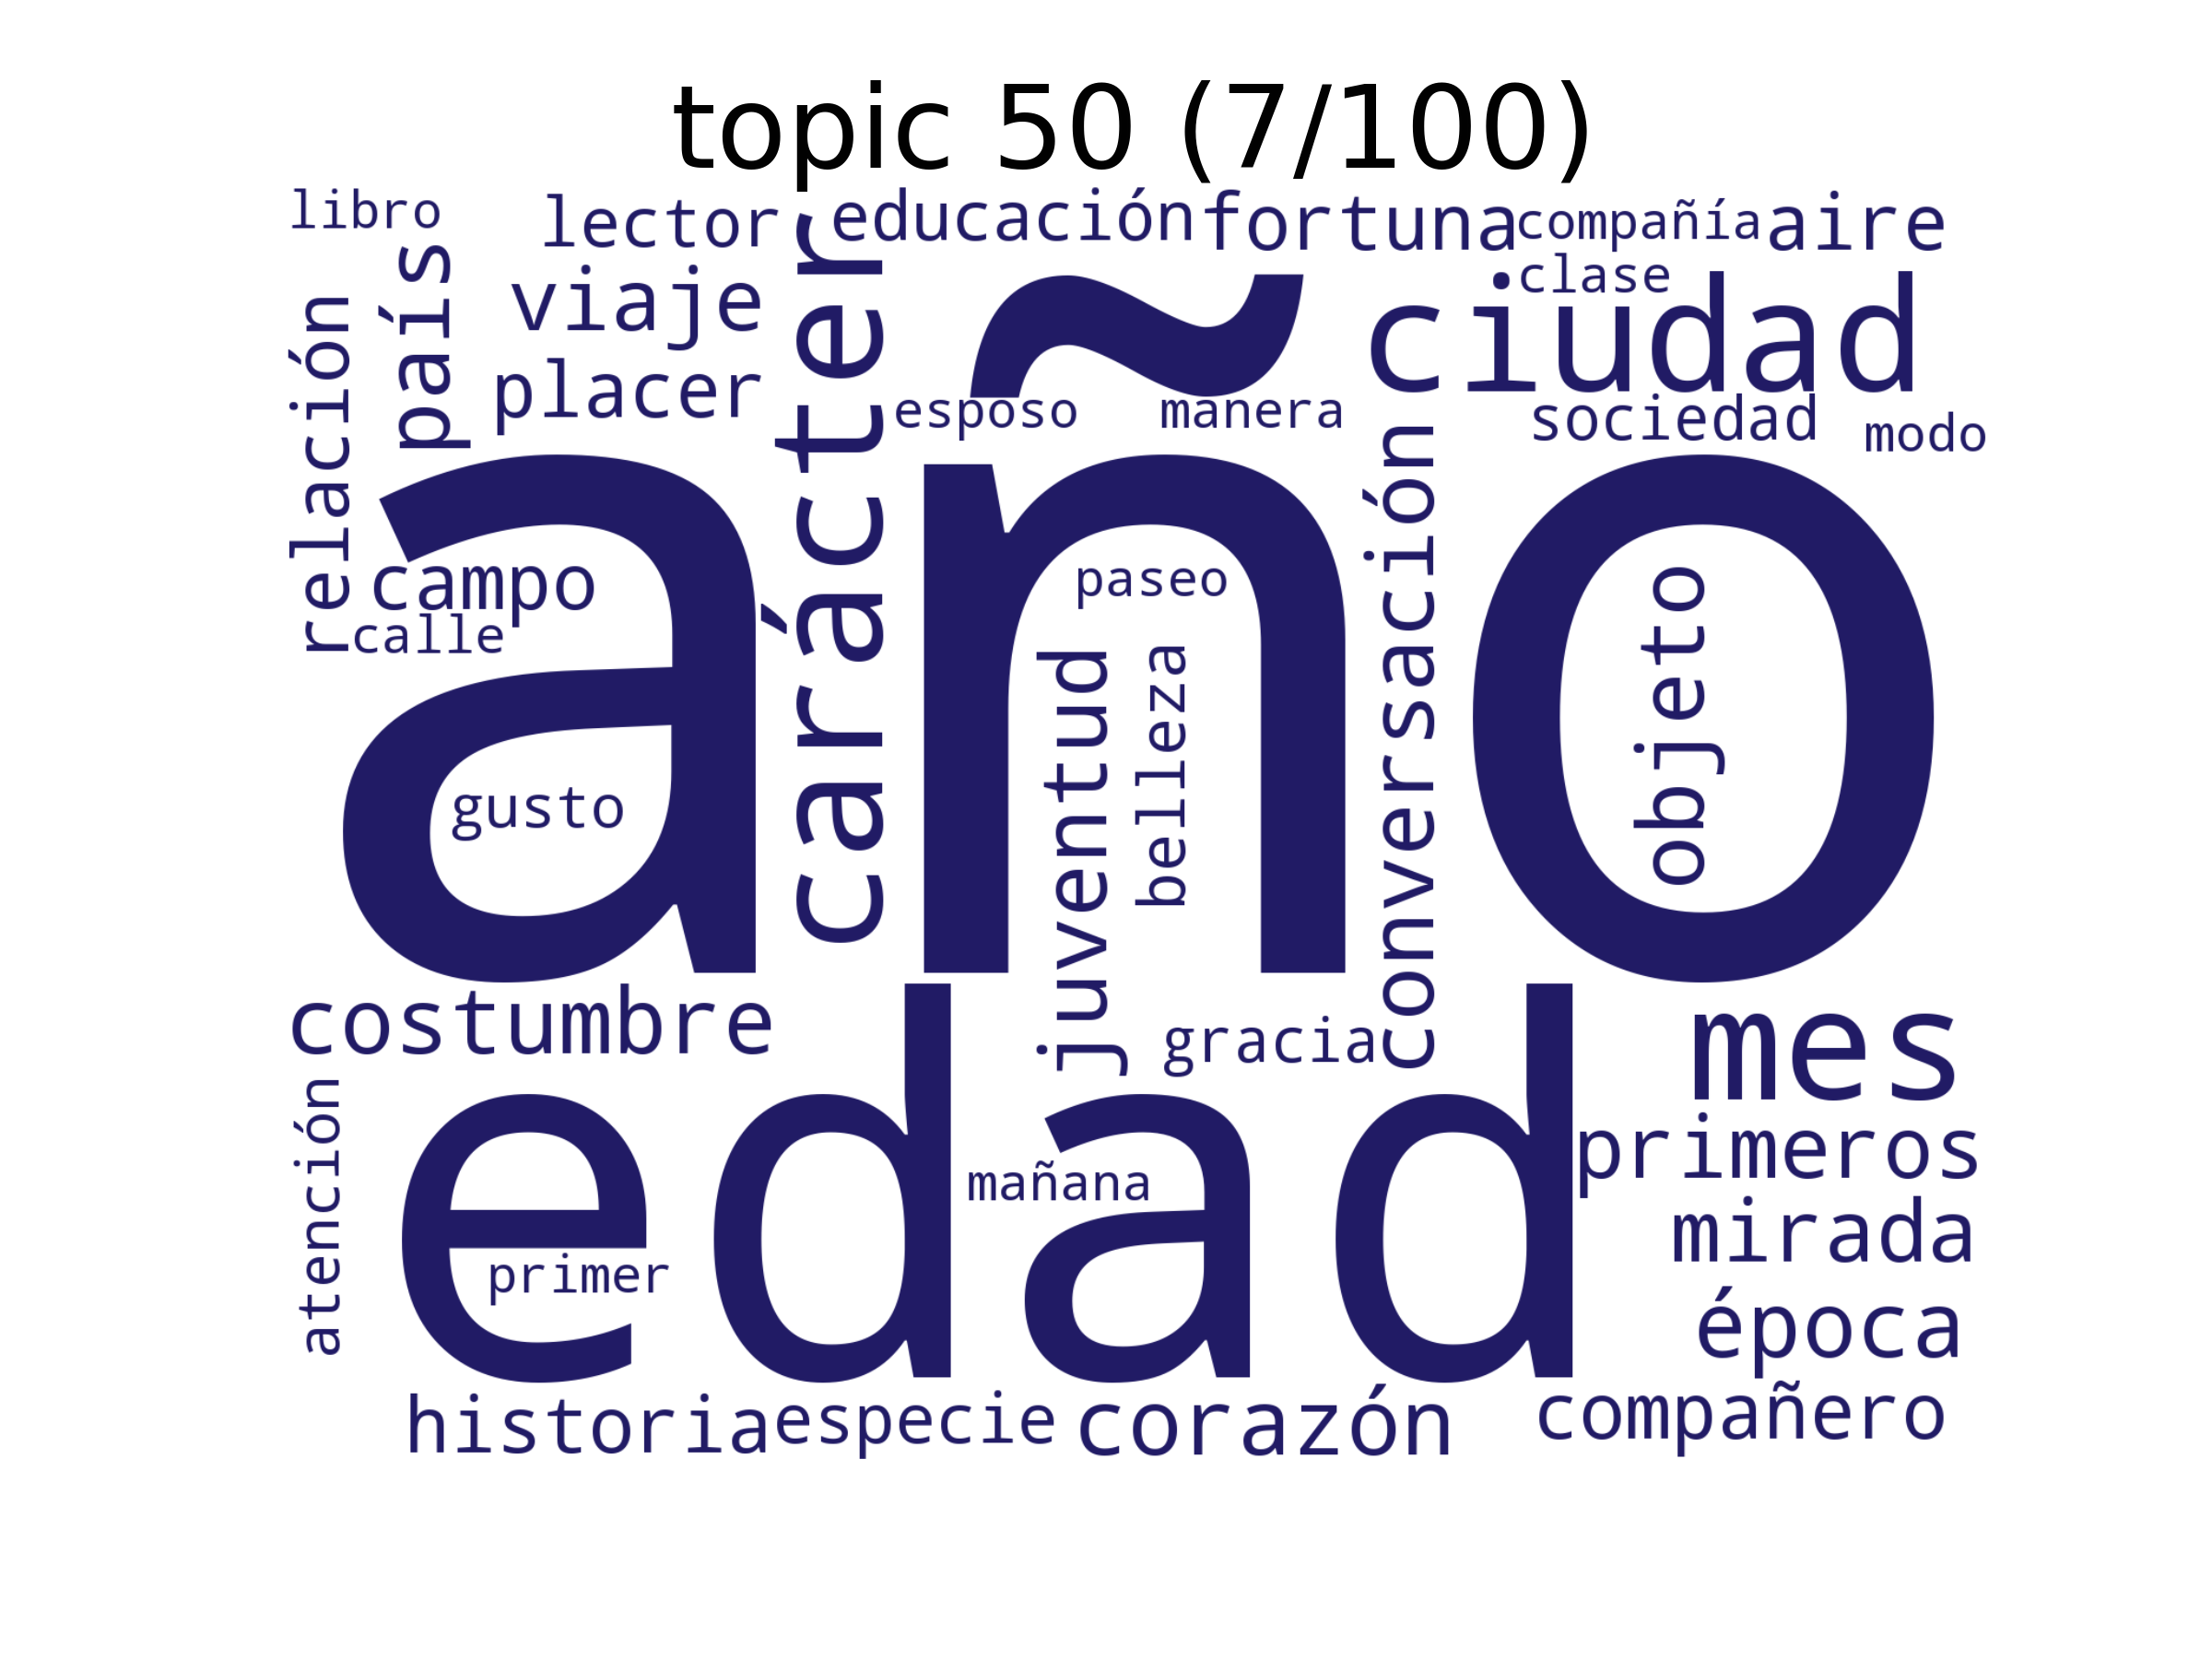 topic 50 (7/100)
libro
lector
educación
fortuna
compañía
aire
país
viaje
clase
ciudad
relación
placer
carácter
esposo
manera
sociedad
modo
año
campo
calle
paseo
conversación
objeto
gusto
juventud
belleza
costumbre
gracia
mes
edad
atención
mañana
primeros
primer
mirada
época
historia
especie
corazón
compañero